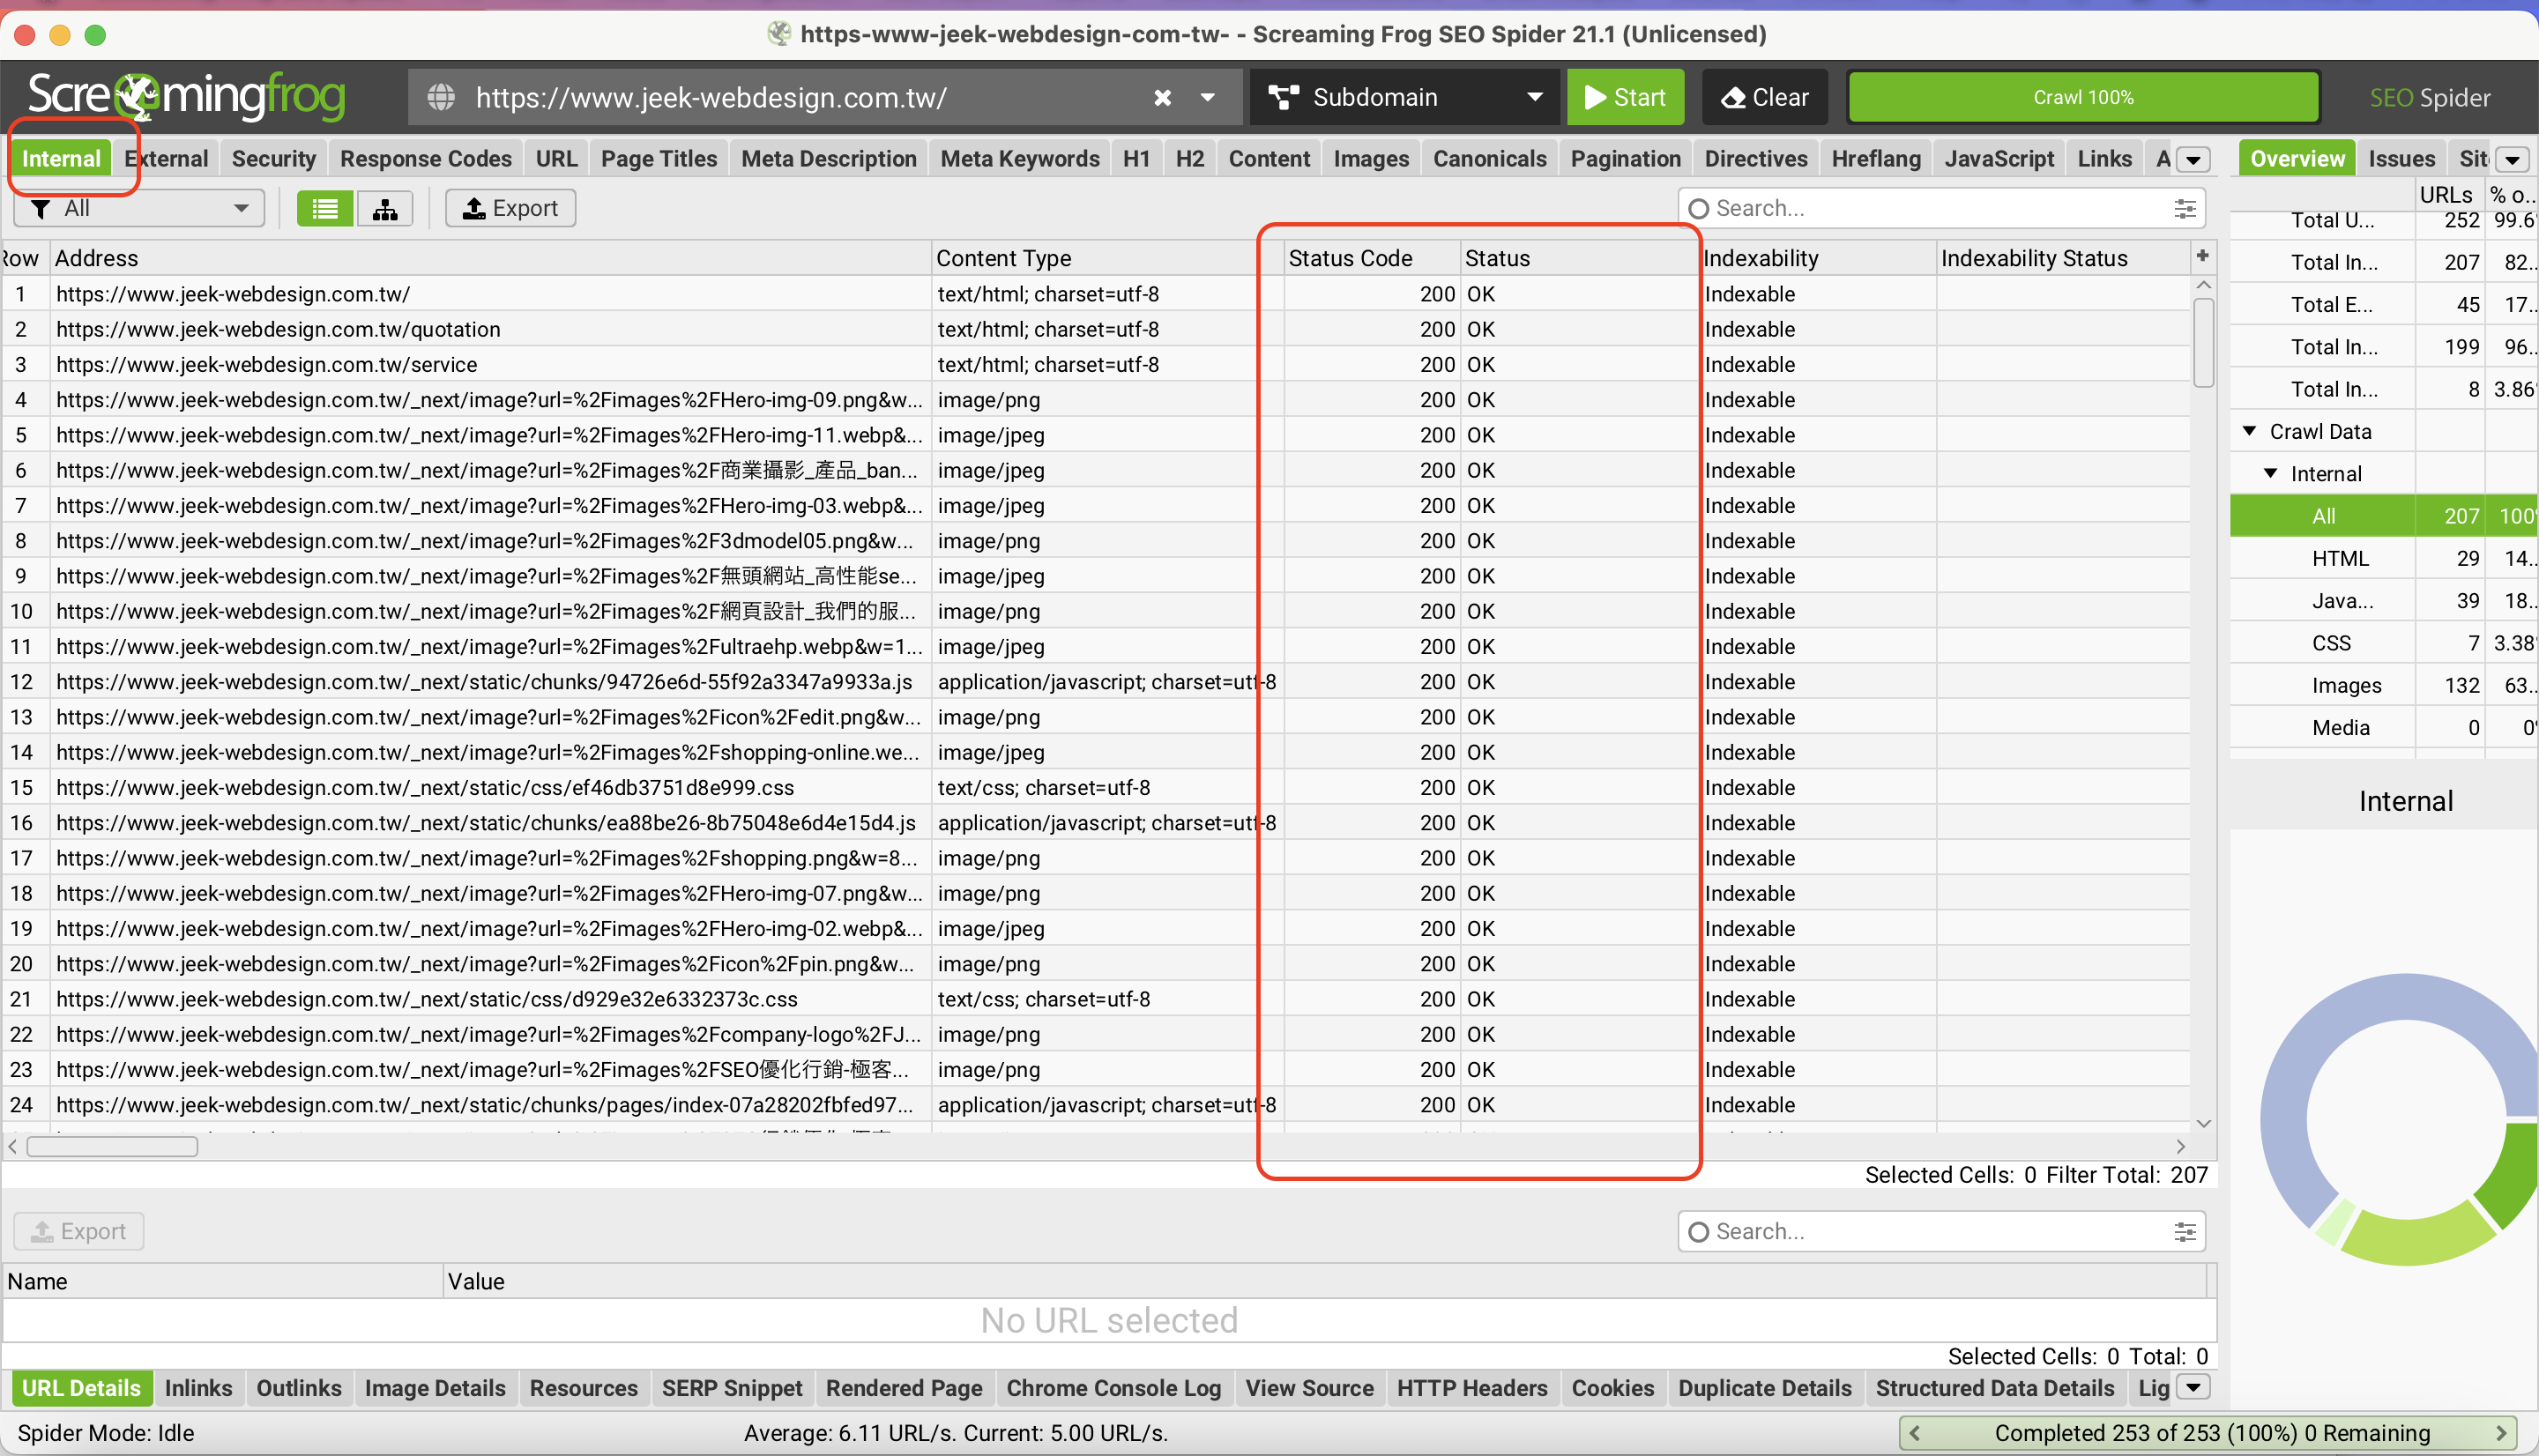 https-www-jeek-webdesign-com-tw- - Screaming Frog SEO Spider 21.1 (Unlicensed)
Screamingfrog https://www.jeek-webdesign.com.tw/ Subdomain Start Clear Crawl 100% SEO Spider
Internal External Security Response Codes URL Page Titles Meta Description Meta Keywords H1 H2 Content Images Canonicals Pagination Directives Hreflang JavaScript Links A
All Export Search...
Row Address Content Type Status Code Status Indexability Indexability Status +
1 https://www.jeek-webdesign.com.tw/ text/html; charset=utf-8 200 OK Indexable
2 https://www.jeek-webdesign.com.tw/quotation text/html; charset=utf-8 200 OK Indexable
3 https://www.jeek-webdesign.com.tw/service text/html; charset=utf-8 200 OK Indexable
4 https://www.jeek-webdesign.com.tw/_next/image?url=%2Fimages%2FHero-img-09.png&w... image/png 200 OK Indexable
5 https://www.jeek-webdesign.com.tw/_next/image?url=%2Fimages%2FHero-img-11.webp&... image/jpeg 200 OK Indexable
6 https://www.jeek-webdesign.com.tw/_next/image?url=%2Fimages%2F商業攝影_產品_ban... image/jpeg 200 OK Indexable
7 https://www.jeek-webdesign.com.tw/_next/image?url=%2Fimages%2FHero-img-03.webp&... image/jpeg 200 OK Indexable
8 https://www.jeek-webdesign.com.tw/_next/image?url=%2Fimages%2F3dmodel05.png&w... image/png 200 OK Indexable
9 https://www.jeek-webdesign.com.tw/_next/image?url=%2Fimages%2F無頭網站_高性能se... image/jpeg 200 OK Indexable
10 https://www.jeek-webdesign.com.tw/_next/image?url=%2Fimages%2F網頁設計_我們的服... image/png 200 OK Indexable
11 https://www.jeek-webdesign.com.tw/_next/image?url=%2Fimages%2Fultraehp.webp&w=1... image/jpeg 200 OK Indexable
12 https://www.jeek-webdesign.com.tw/_next/static/chunks/94726e6d-55f92a3347a9933a.js application/javascript; charset=utf-8 200 OK Indexable
13 https://www.jeek-webdesign.com.tw/_next/image?url=%2Fimages%2Ficon%2Fedit.png&w... image/png 200 OK Indexable
14 https://www.jeek-webdesign.com.tw/_next/image?url=%2Fimages%2Fshopping-online.we... image/jpeg 200 OK Indexable
15 https://www.jeek-webdesign.com.tw/_next/static/css/ef46db3751d8e999.css text/css; charset=utf-8 200 OK Indexable
16 https://www.jeek-webdesign.com.tw/_next/static/chunks/ea88be26-8b75048e6d4e15d4.js application/javascript; charset=utf-8 200 OK Indexable
17 https://www.jeek-webdesign.com.tw/_next/image?url=%2Fimages%2Fshopping.png&w=8... image/png 200 OK Indexable
18 https://www.jeek-webdesign.com.tw/_next/image?url=%2Fimages%2FHero-img-07.png&w... image/png 200 OK Indexable
19 https://www.jeek-webdesign.com.tw/_next/image?url=%2Fimages%2FHero-img-02.webp&... image/jpeg 200 OK Indexable
20 https://www.jeek-webdesign.com.tw/_next/image?url=%2Fimages%2Ficon%2Fpin.png&w... image/png 200 OK Indexable
21 https://www.jeek-webdesign.com.tw/_next/static/css/d929e32e6332373c.css text/css; charset=utf-8 200 OK Indexable
22 https://www.jeek-webdesign.com.tw/_next/image?url=%2Fimages%2Fcompany-logo%2FJ... image/png 200 OK Indexable
23 https://www.jeek-webdesign.com.tw/_next/image?url=%2Fimages%2FSEO優化行銷-極客... image/png 200 OK Indexable
24 https://www.jeek-webdesign.com.tw/_next/static/chunks/pages/index-07a28202fbfed97... application/javascript; charset=utf-8 200 OK Indexable
Selected Cells: 0 Filter Total: 207
Export Search...
Name Value
No URL selected
Selected Cells: 0 Total: 0
URL Details Inlinks Outlinks Image Details Resources SERP Snippet Rendered Page Chrome Console Log View Source HTTP Headers Cookies Duplicate Details Structured Data Details Lig
Overview Issues Sit
URLs % o...
Total U... 252 99.6
Total In... 207 82...
Total E... 45 17...
Total In... 199 96...
Total In... 8 3.86
Crawl Data
Internal
All 207 100
HTML 29 14...
Java... 39 18...
CSS 7 3.38
Images 132 63...
Media 0 0
Internal
Spider Mode: Idle Average: 6.11 URL/s. Current: 5.00 URL/s. Completed 253 of 253 (100%) 0 Remaining